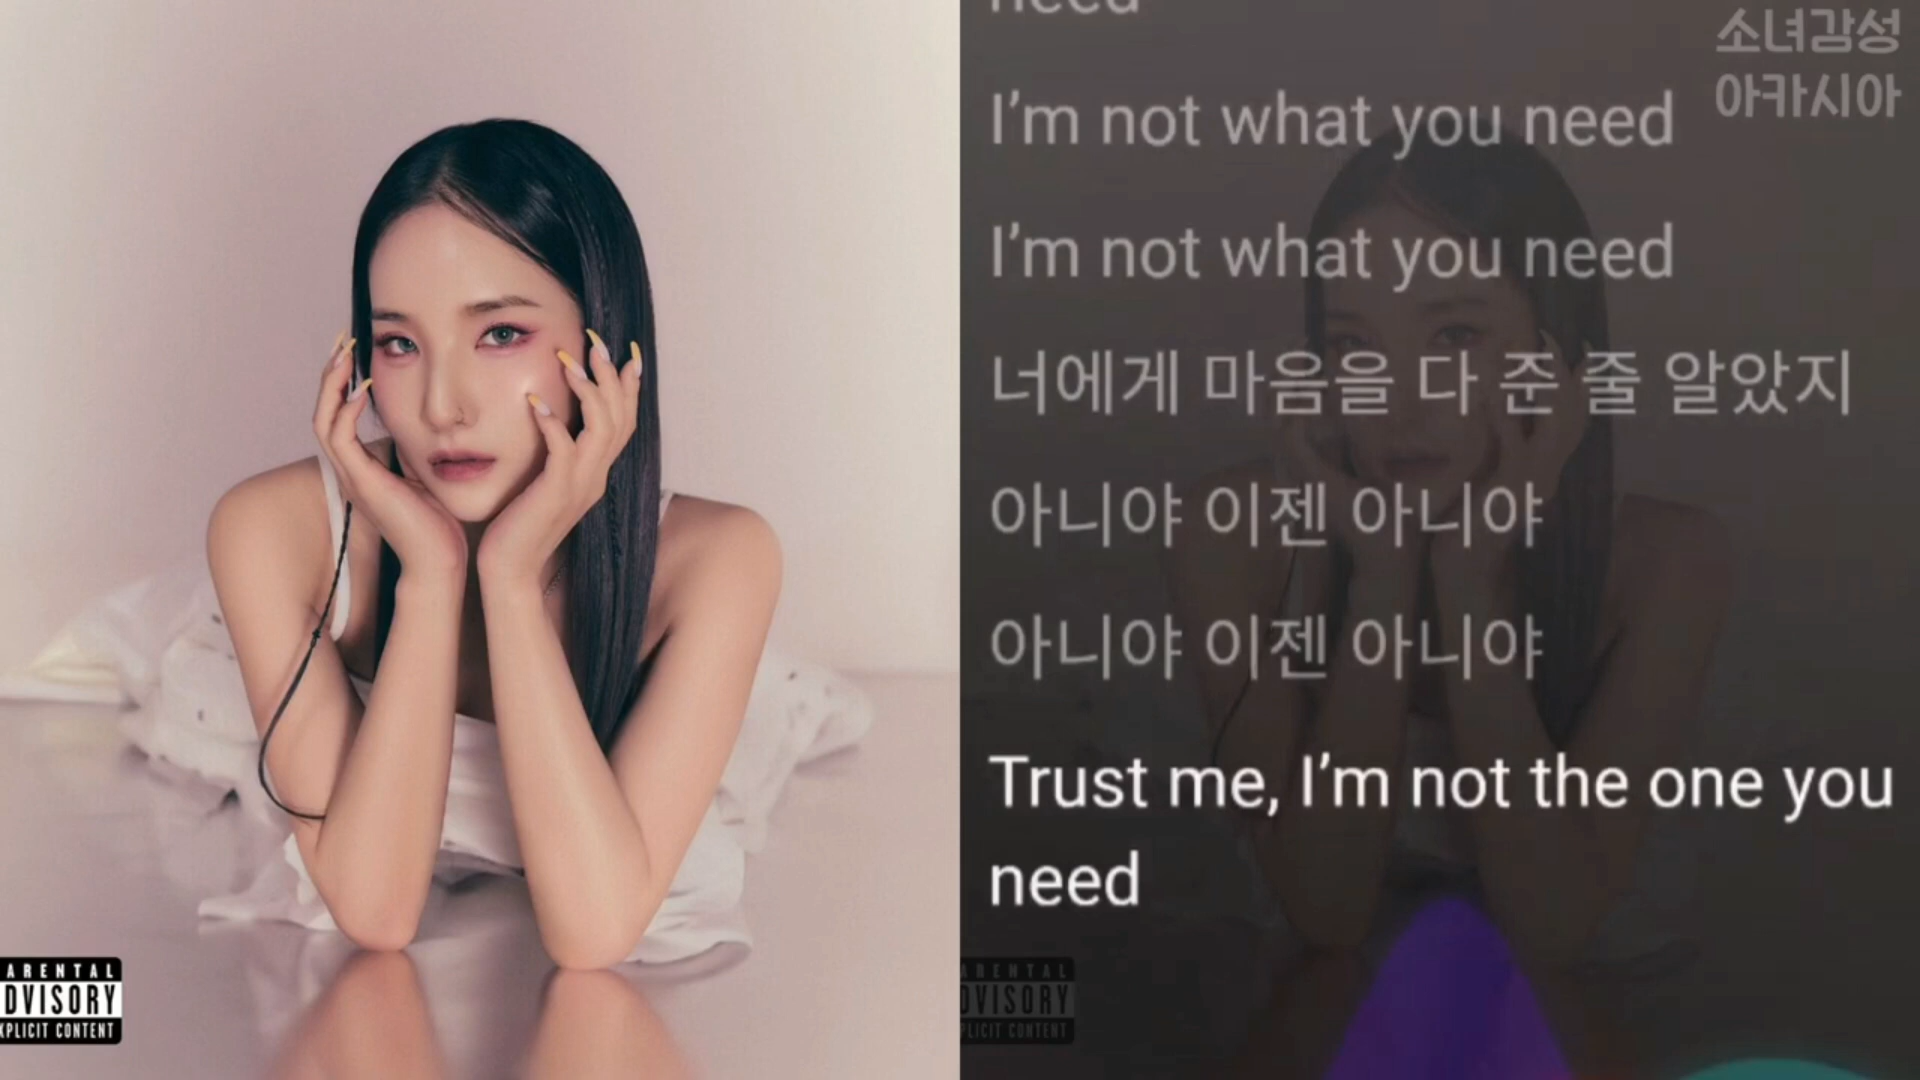 need
소녀감성
아카시아
I'm not what you need
I'm not what you need
너에게 마음을 다 준 줄 알았지
아니야 이젠 아니야
아니야 이젠 아니야
Trust me, I'm not the one you
need
ARENTAL
DVISORY
XPLICIT CONTENT
ARENTAL
DVISORY
PLICIT CONTENT